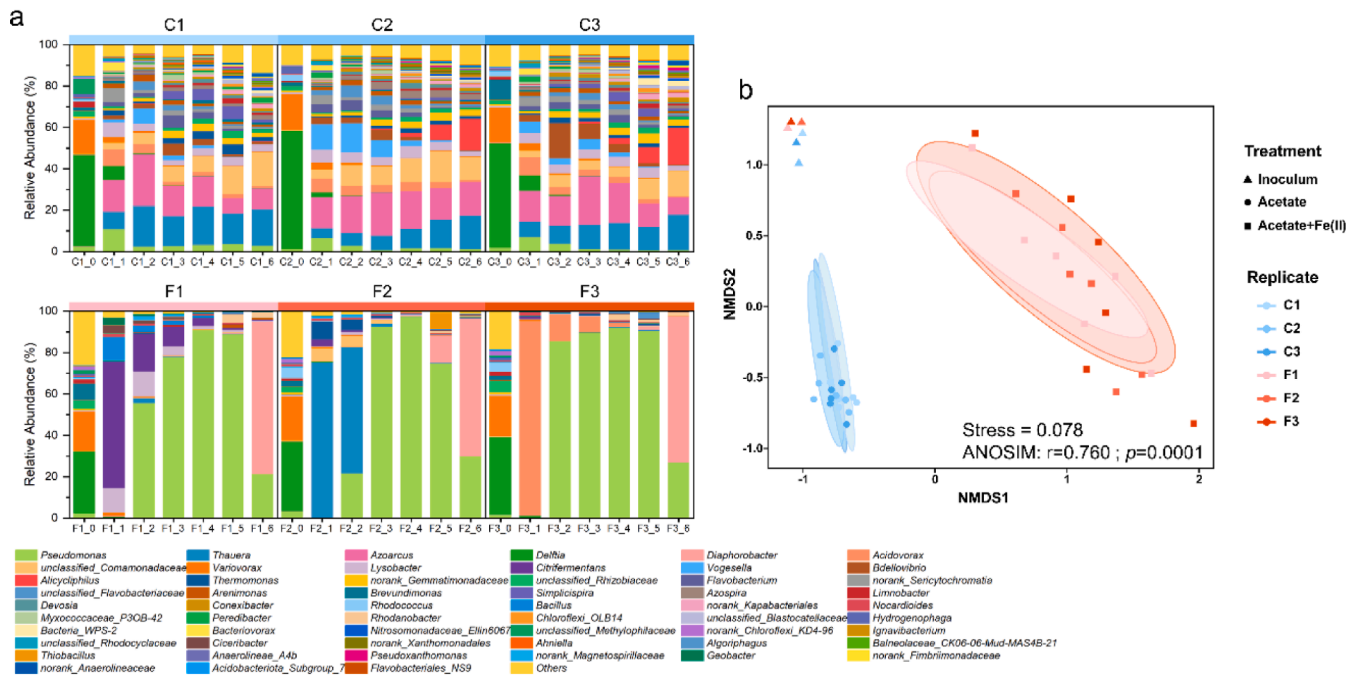 a
C1 C2 C3
Relative Abundance (%)
100
80
60
40
20
0
C1_0 C1_1 C1_2 C1_3 C1_4 C1_5 C1_6 C2_0 C2_1 C2_2 C2_3 C2_4 C2_5 C2_6 C3_0 C3_1 C3_2 C3_3 C3_4 C3_5 C3_6
F1 F2 F3
Relative Abundance (%)
100
80
60
40
20
0
F1_0 F1_1 F1_2 F1_3 F1_4 F1_5 F1_6 F2_0 F2_1 F2_2 F2_3 F2_4 F2_5 F2_6 F3_0 F3_1 F3_2 F3_3 F3_4 F3_5 F3_6
b
NMDS2
1.0
0.5
0.0
-0.5
-1.0
Stress = 0.078
ANOSIM: r=0.760 ; p=0.0001
-1 0 1 2
NMDS1
Treatment
Inoculum
Acetate
Acetate+Fe(II)
Replicate
C1
C2
C3
F1
F2
F3
Pseudomonas Thauera Azoarcus Delftia Diaphorobacter Acidovorax
unclassified_Comamonadaceae Variovorax Lysobacter Citrifermentans Vogesella Bdellovibrio
Alicycliphilus Thermomonas norank_Gemmatimonadaceae unclassified_Rhizobiaceae Flavobacterium norank_Sericytochromatia
unclassified_Flavobacteriaceae Arenimonas Brevundimonas Simplicispira Azospira Limnobacter
Devosia Conexibacter Rhodococcus Bacillus norank_Kapabacteriales Nocardioides
Myxococcaceae_P3OB-42 Peredibacter Rhodanobacter Chloroflexi_OLB14 unclassified_Blastocatellaceae Hydrogenophaga
Bacteria_WPS-2 Bacteriovorax Nitrosomonadaceae_Ellin6067 unclassified_Methylophilaceae norank_Chloroflexi_KD4-96 Ignavibacterium
unclassified_Rhodocyclaceae Ciceribacter norank_Xanthomonadales Ahniella Algoriphagus Balneolaceae_CK06-06-Mud-MAS4B-21
Thiobacillus Anaerolineae_A4b Pseudoxanthomonas norank_Magnetospirillaceae Geobacter norank_Fimbriimonadaceae
norank_Anaerolineaceae Acidobacteriota_Subgroup_7 Flavobacteriales_NS9 Others